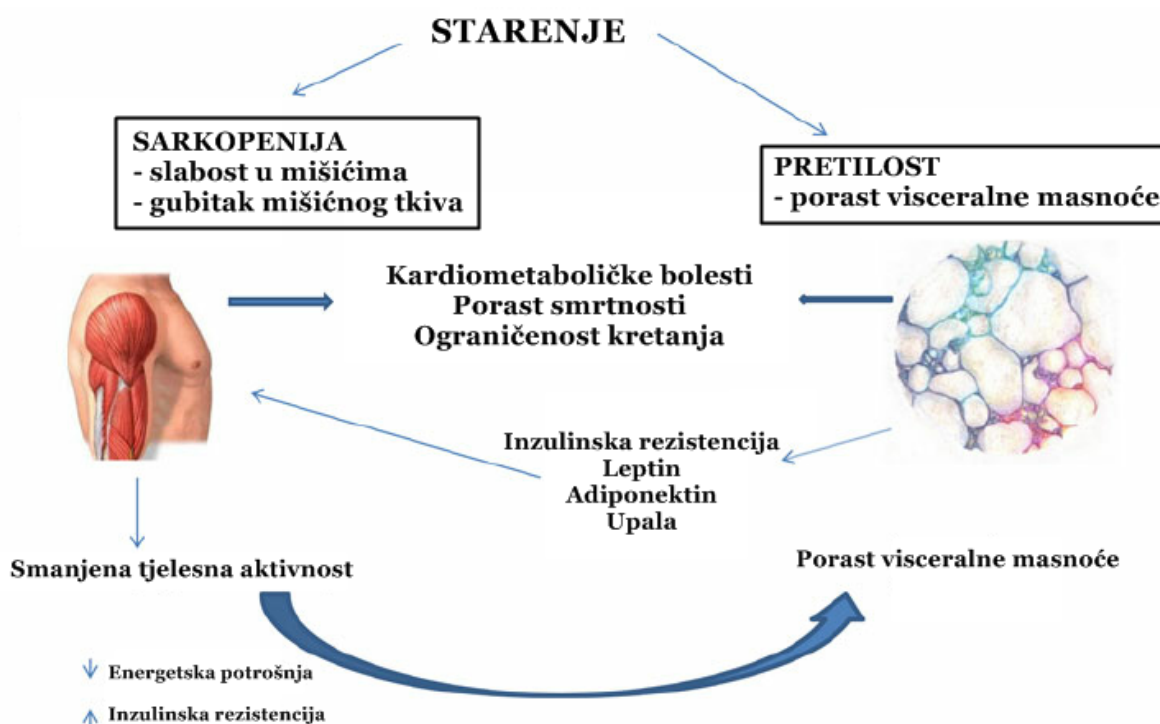 STARENJE
SARKOPENIJA
- slabost u mišićima
- gubitak mišićnog tkiva
PRETILOST
- porast visceralne masnoće
Kardiometaboličke bolesti
Porast smrtnosti
Ograničenost kretanja
Inzulinska rezistencija
Leptin
Adiponektin
Upala
Smanjena tjelesna aktivnost
Porast visceralne masnoće
Energetska potrošnja
Inzulinska rezistencija